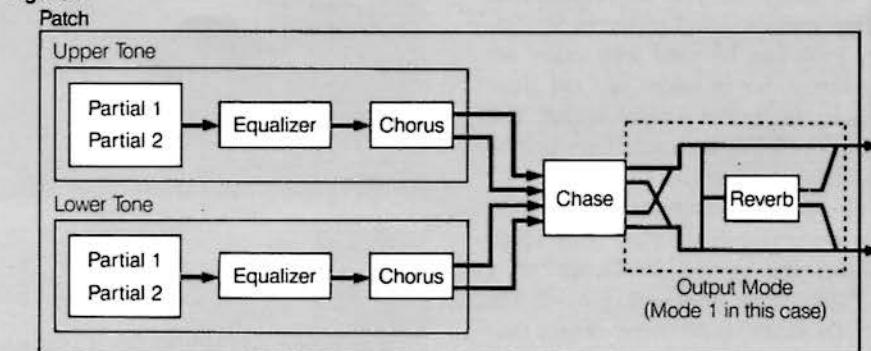 Patch
Upper Tone
Partial 1
Partial 2
Equalizer
Chorus
Lower Tone
Partial 1
Partial 2
Equalizer
Chorus
Chase
Reverb
Output Mode
(Mode 1 in this case)